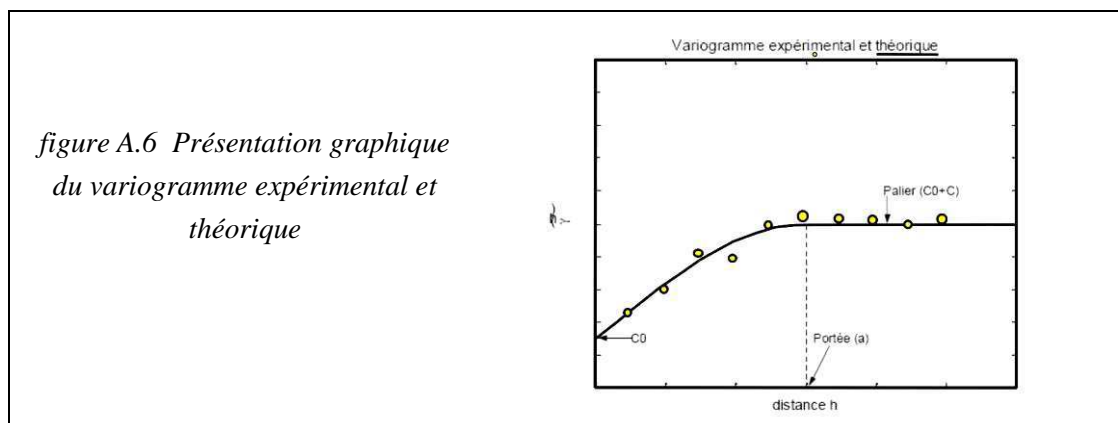 figure A.6 Présentation graphique
du variogramme expérimental et
théorique
Variogramme expérimental et théorique
Palier (C0+C)
C0
Portée (a)
distance h